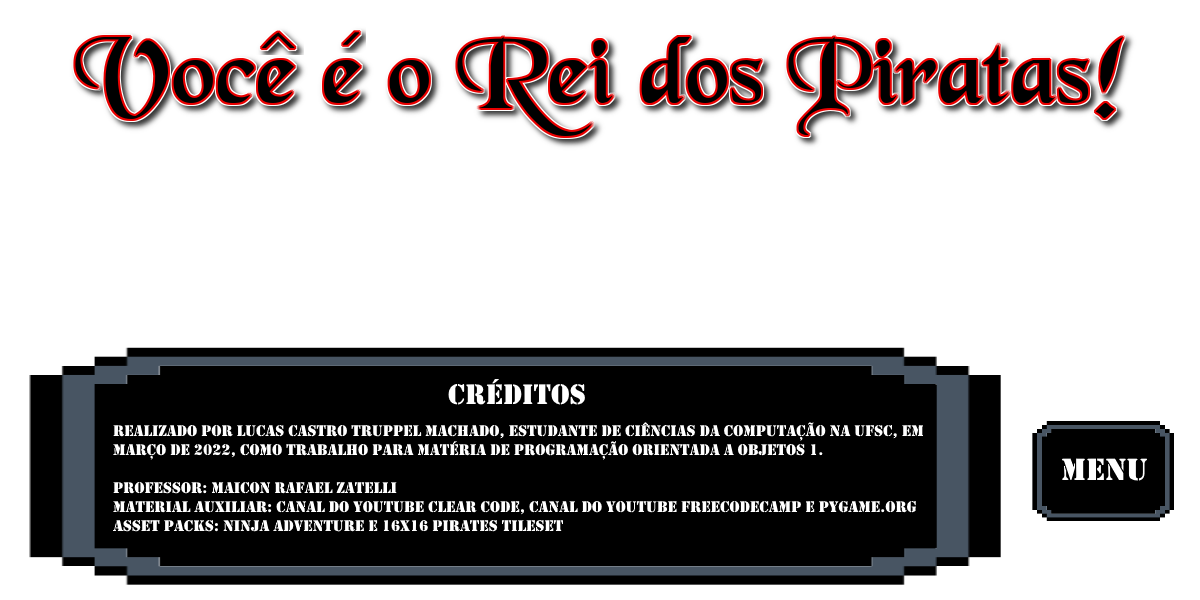 Você é o Rei dos Piratas!
CRÉDITOS
REALIZADO POR LUCAS CASTRO TRUPPEL MACHADO, ESTUDANTE DE CIÊNCIAS DA COMPUTAÇÃO NA UFSC, EM
MARÇO DE 2022, COMO TRABALHO PARA MATÉRIA DE PROGRAMAÇÃO ORIENTADA A OBJETOS 1.
PROFESSOR: MAICON RAFAEL ZATELLI
MATERIAL AUXILIAR: CANAL DO YOUTUBE CLEAR CODE, CANAL DO YOUTUBE FREECODECAMP E PYGAME.ORG
ASSET PACKS: NINJA ADVENTURE E 16X16 PIRATES TILESET
MENU